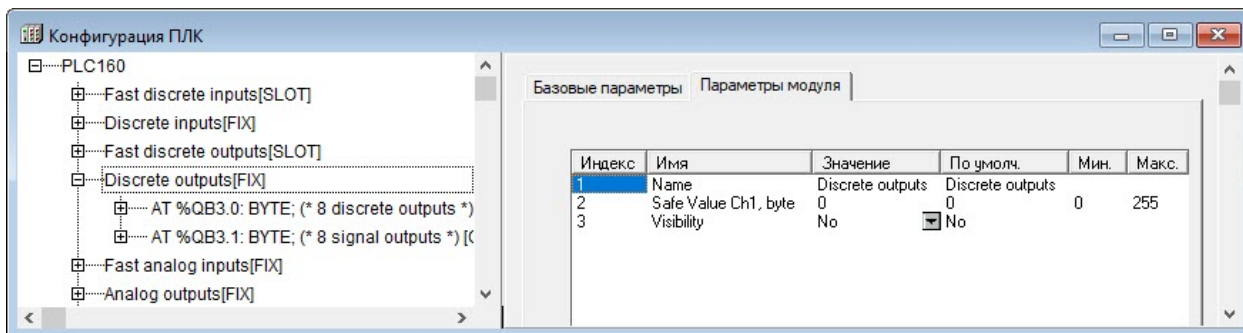 Конфигурация ПЛК
PLC160
Fast discrete inputs[SLOT]
Discrete inputs[FIX]
Fast discrete outputs[SLOT]
Discrete outputs[FIX]
AT %QB3.0: BYTE; (* 8 discrete outputs *)
AT %QB3.1: BYTE; (* 8 signal outputs *) [C
Fast analog inputs[FIX]
Analog outputs[FIX]
Базовые параметры Параметры модуля
Индекс Имя Значение По умолч. Мин. Макс.
1 Name Discrete outputs Discrete outputs
2 Safe Value Ch1, byte 0 0 0 255
3 Visibility No No